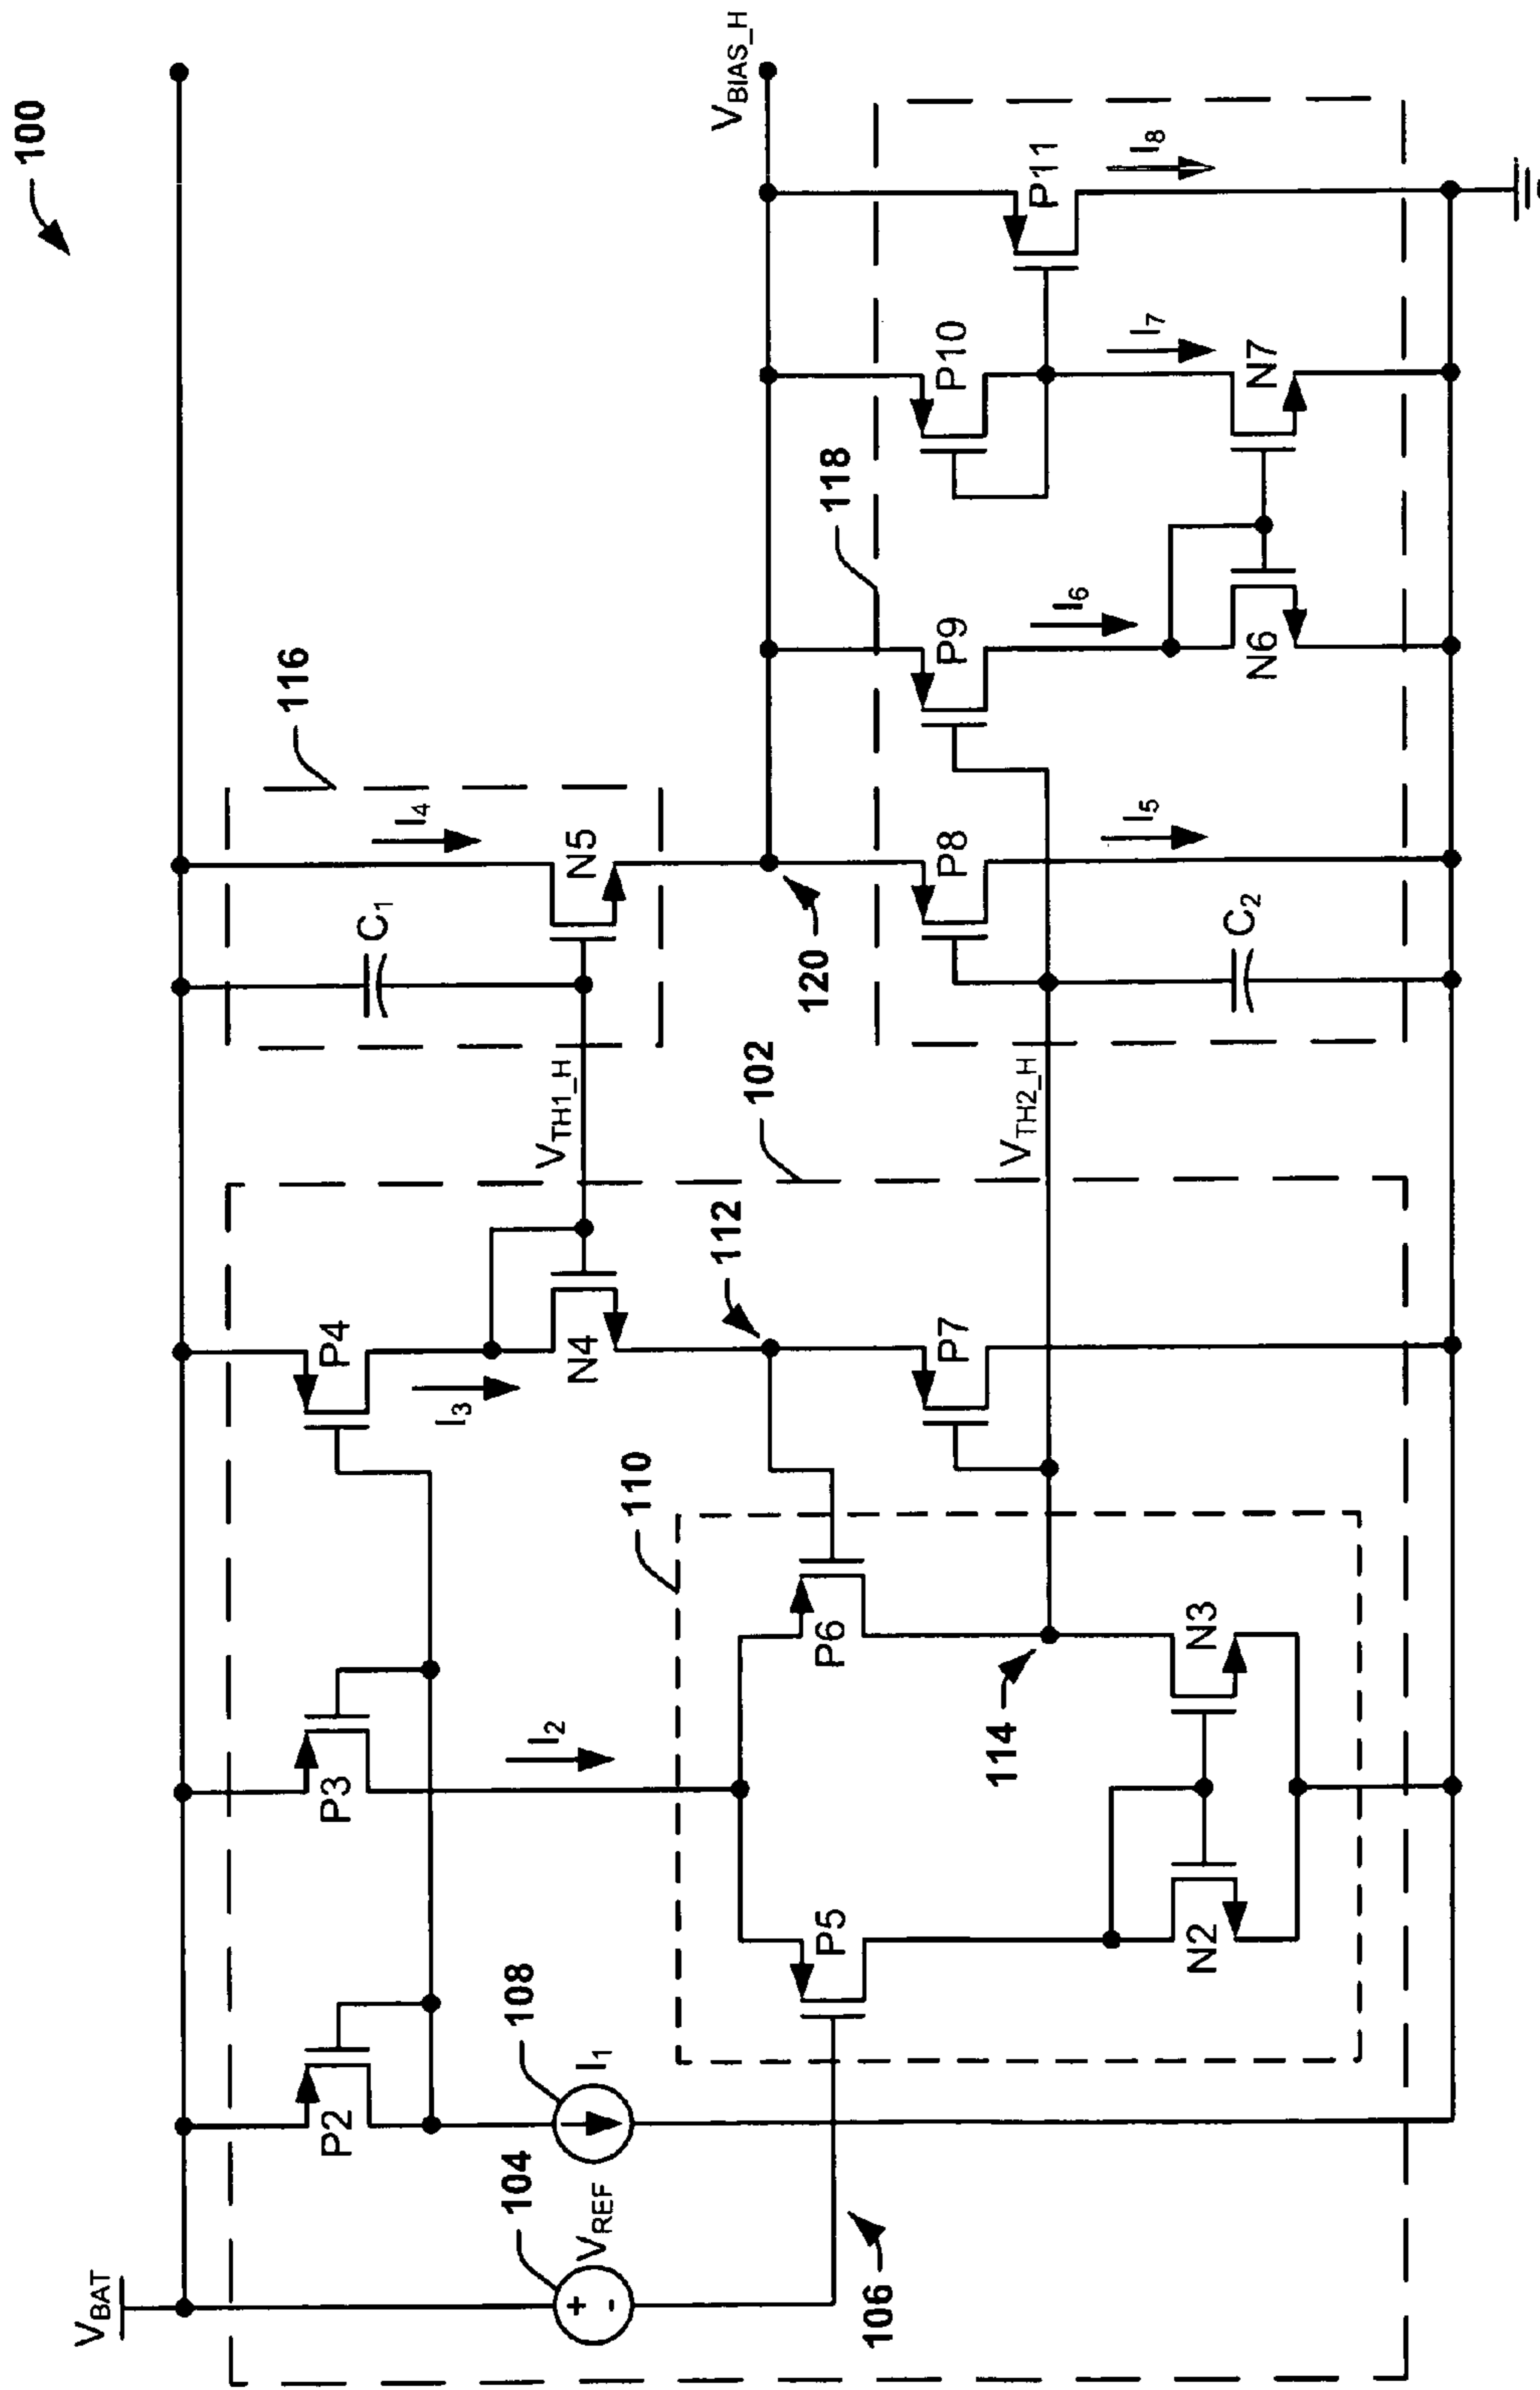 100
V_BAT
V_BIAS_H
116
I_4
C_1
N5
P4
I_3
N4
V_TH1_H
P3
P2
I_2
108
I_1
104
V_REF
106
110
112
102
120
118
P5
P6
P7
P8
P9
P10
P11
V_TH2_H
114
N2
N3
C_2
I_5
I_6
I_7
I_8
N6
N7